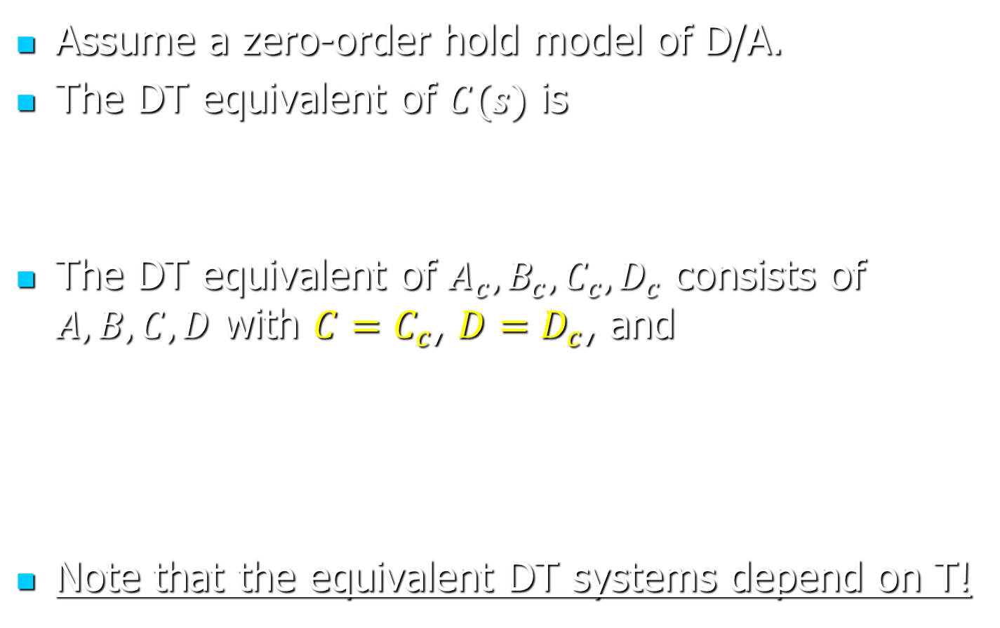 Assume a zero-order hold model of D/A.
The DT equivalent of C(s) is
The DT equivalent of A_c, B_c, C_c, D_c consists of
A, B, C, D with C = C_c, D = D_c, and
Note that the equivalent DT systems depend on T!